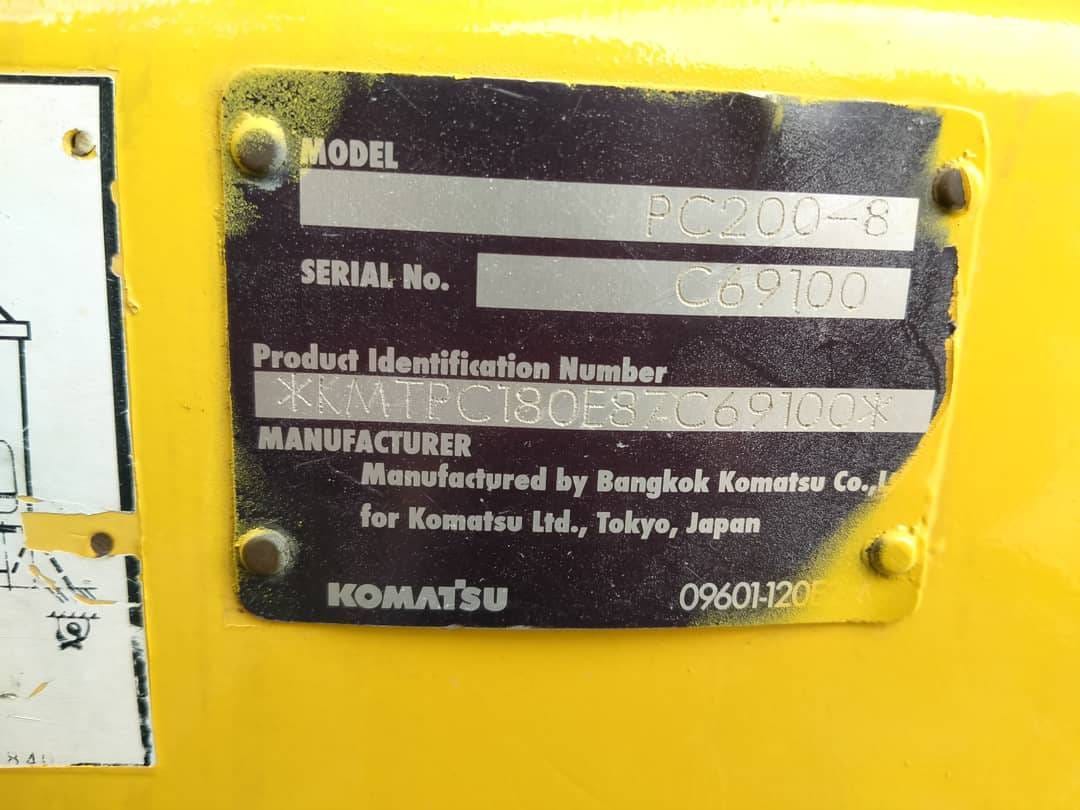 MODEL
PC200-8
SERIAL No.
C69100
Product Identification Number
*KMTPC180E87C69100*
MANUFACTURER
Manufactured by Bangkok Komatsu Co.,
for Komatsu Ltd., Tokyo, Japan
KOMATSU